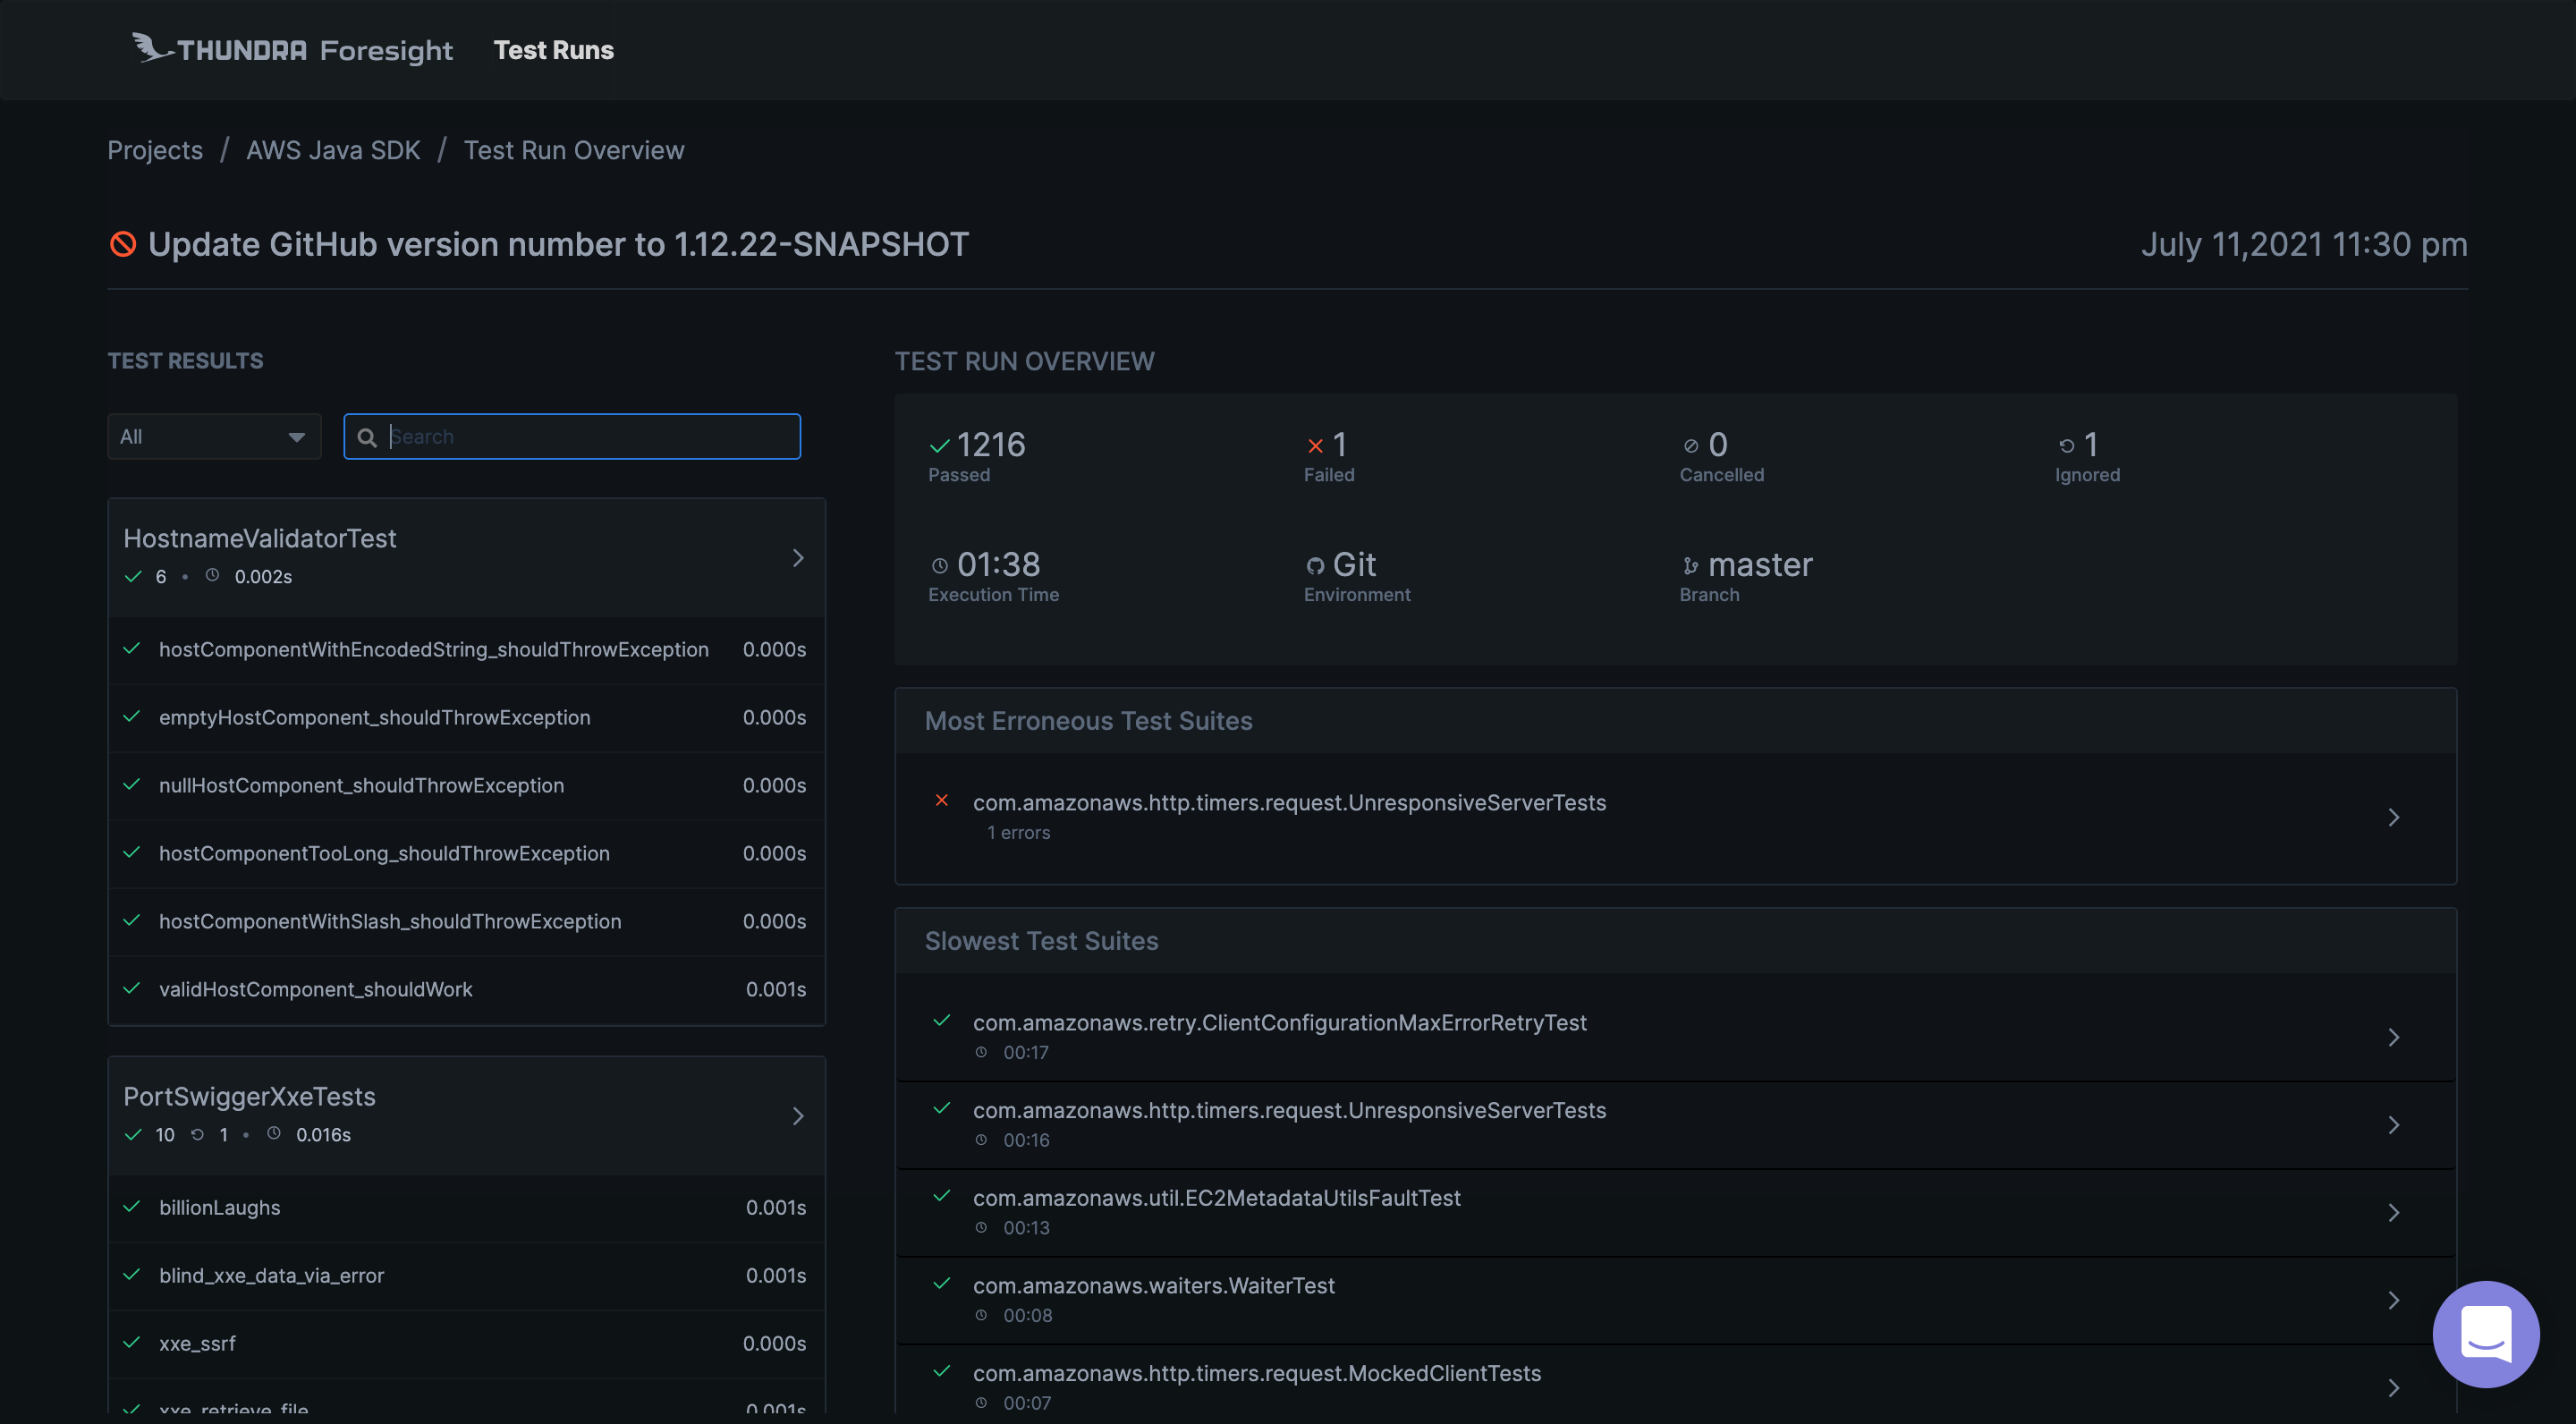 THUNDRA Foresight Test Runs
Projects / AWS Java SDK / Test Run Overview
Update GitHub version number to 1.12.22-SNAPSHOT
July 11,2021 11:30 pm
TEST RESULTS
All
Search
HostnameValidatorTest
6 • 0.002s
hostComponentWithEncodedString_shouldThrowException 0.000s
emptyHostComponent_shouldThrowException 0.000s
nullHostComponent_shouldThrowException 0.000s
hostComponentTooLong_shouldThrowException 0.000s
hostComponentWithSlash_shouldThrowException 0.000s
validHostComponent_shouldWork 0.001s
PortSwiggerXxeTests
10 1 • 0.016s
billionLaughs 0.001s
blind_xxe_data_via_error 0.001s
xxe_ssrf 0.000s
xxe_retrieve_file 0.001s
TEST RUN OVERVIEW
1216
Passed
1
Failed
0
Cancelled
1
Ignored
01:38
Execution Time
Git
Environment
master
Branch
Most Erroneous Test Suites
com.amazonaws.http.timers.request.UnresponsiveServerTests
1 errors
Slowest Test Suites
com.amazonaws.retry.ClientConfigurationMaxErrorRetryTest
00:17
com.amazonaws.http.timers.request.UnresponsiveServerTests
00:16
com.amazonaws.util.EC2MetadataUtilsFaultTest
00:13
com.amazonaws.waiters.WaiterTest
00:08
com.amazonaws.http.timers.request.MockedClientTests
00:07